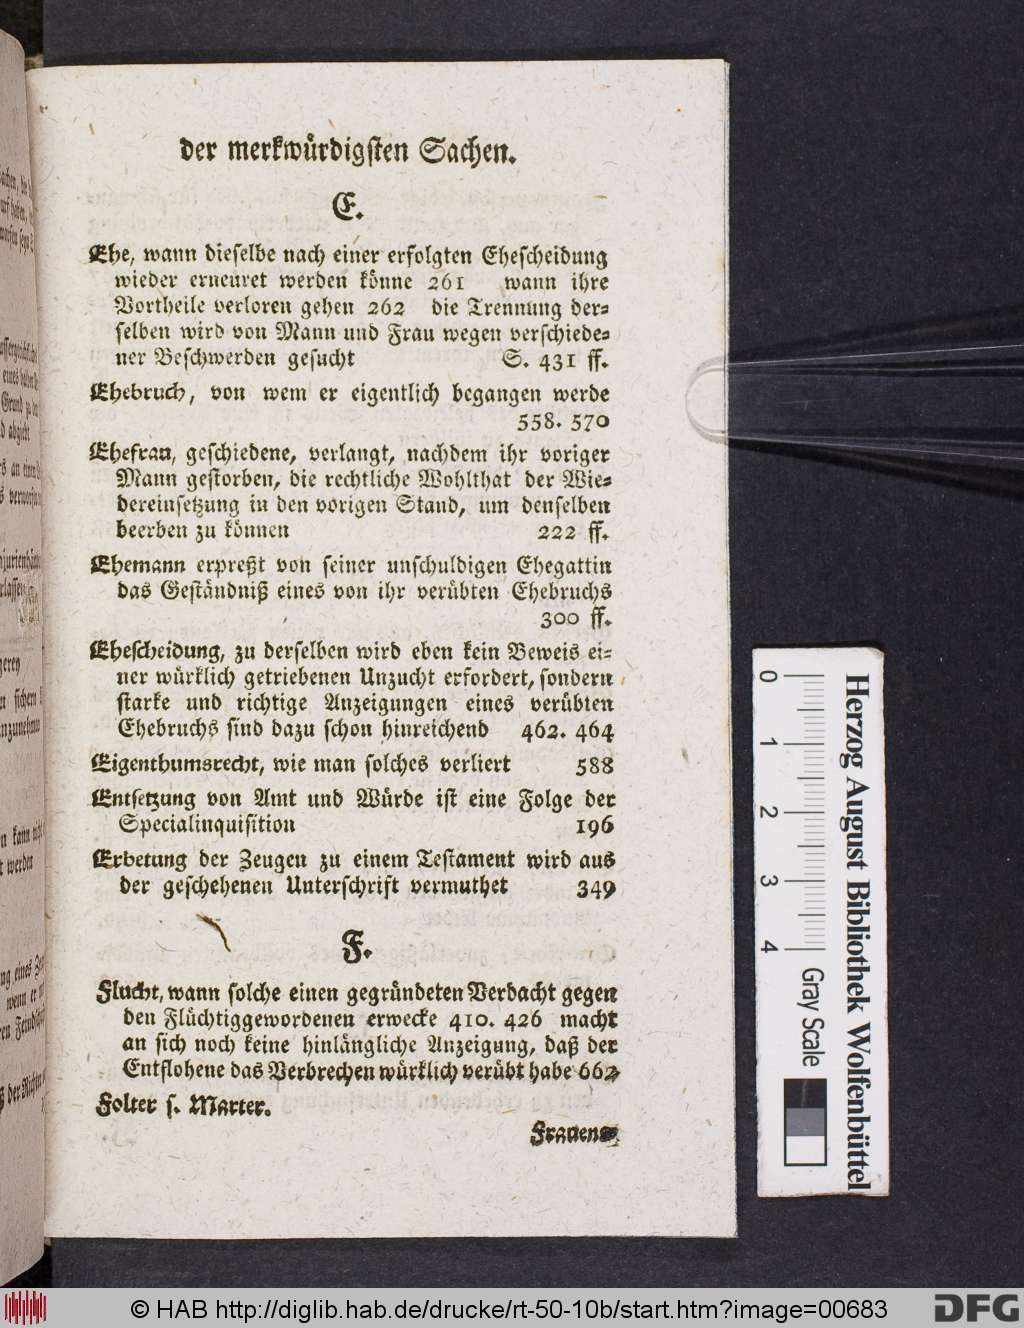 der merkwürdigsten Sachen.
E.
Ehe, wann dieselbe nach einer erfolgten Ehescheidung
wieder erneuret werden könne 261 wann ihre
Vortheile verloren gehen 262 die Trennung der-
selben wird von Mann und Frau wegen verschiede-
ner Beschwerden gesucht S. 431 ff.
Ehebruch, von wem er eigentlich begangen werde
558. 570
Ehefrau, geschiedene, verlangt, nachdem ihr voriger
Mann gestorben, die rechtliche Wohlthat der Wie-
dereinsetzung in den vorigen Stand, um denselben
beerben zu können 222 ff.
Ehemann erpreßt von seiner unschuldigen Ehegattin
das Geständniß eines von ihr verübten Ehebruchs
300 ff.
Ehescheidung, zu derselben wird eben kein Beweis ei-
ner würklich getriebenen Unzucht erfordert, sondern
starke und richtige Anzeigungen eines verübten
Ehebruchs sind dazu schon hinreichend 462. 464
Eigenthumsrecht, wie man solches verliert 588
Entsetzung von Amt und Würde ist eine Folge der
Specialinquisition 196
Erbetung der Zeugen zu einem Testament wird aus
der geschehenen Unterschrift vermuthet 349
F.
Flucht, wann solche einen gegründeten Verdacht gegen
den Flüchtiggewordenen erwecke 410. 426 macht
an sich noch keine hinlängliche Anzeigung, daß der
Entflohene das Verbrechen würklich verübt habe 662
Folter s. Marter.
Frauen-
0 1 2 3 4
Gray Scale
Herzog August Bibliothek Wolfenbüttel
© HAB http://diglib.hab.de/drucke/rt-50-10b/start.htm?image=00683
DFG